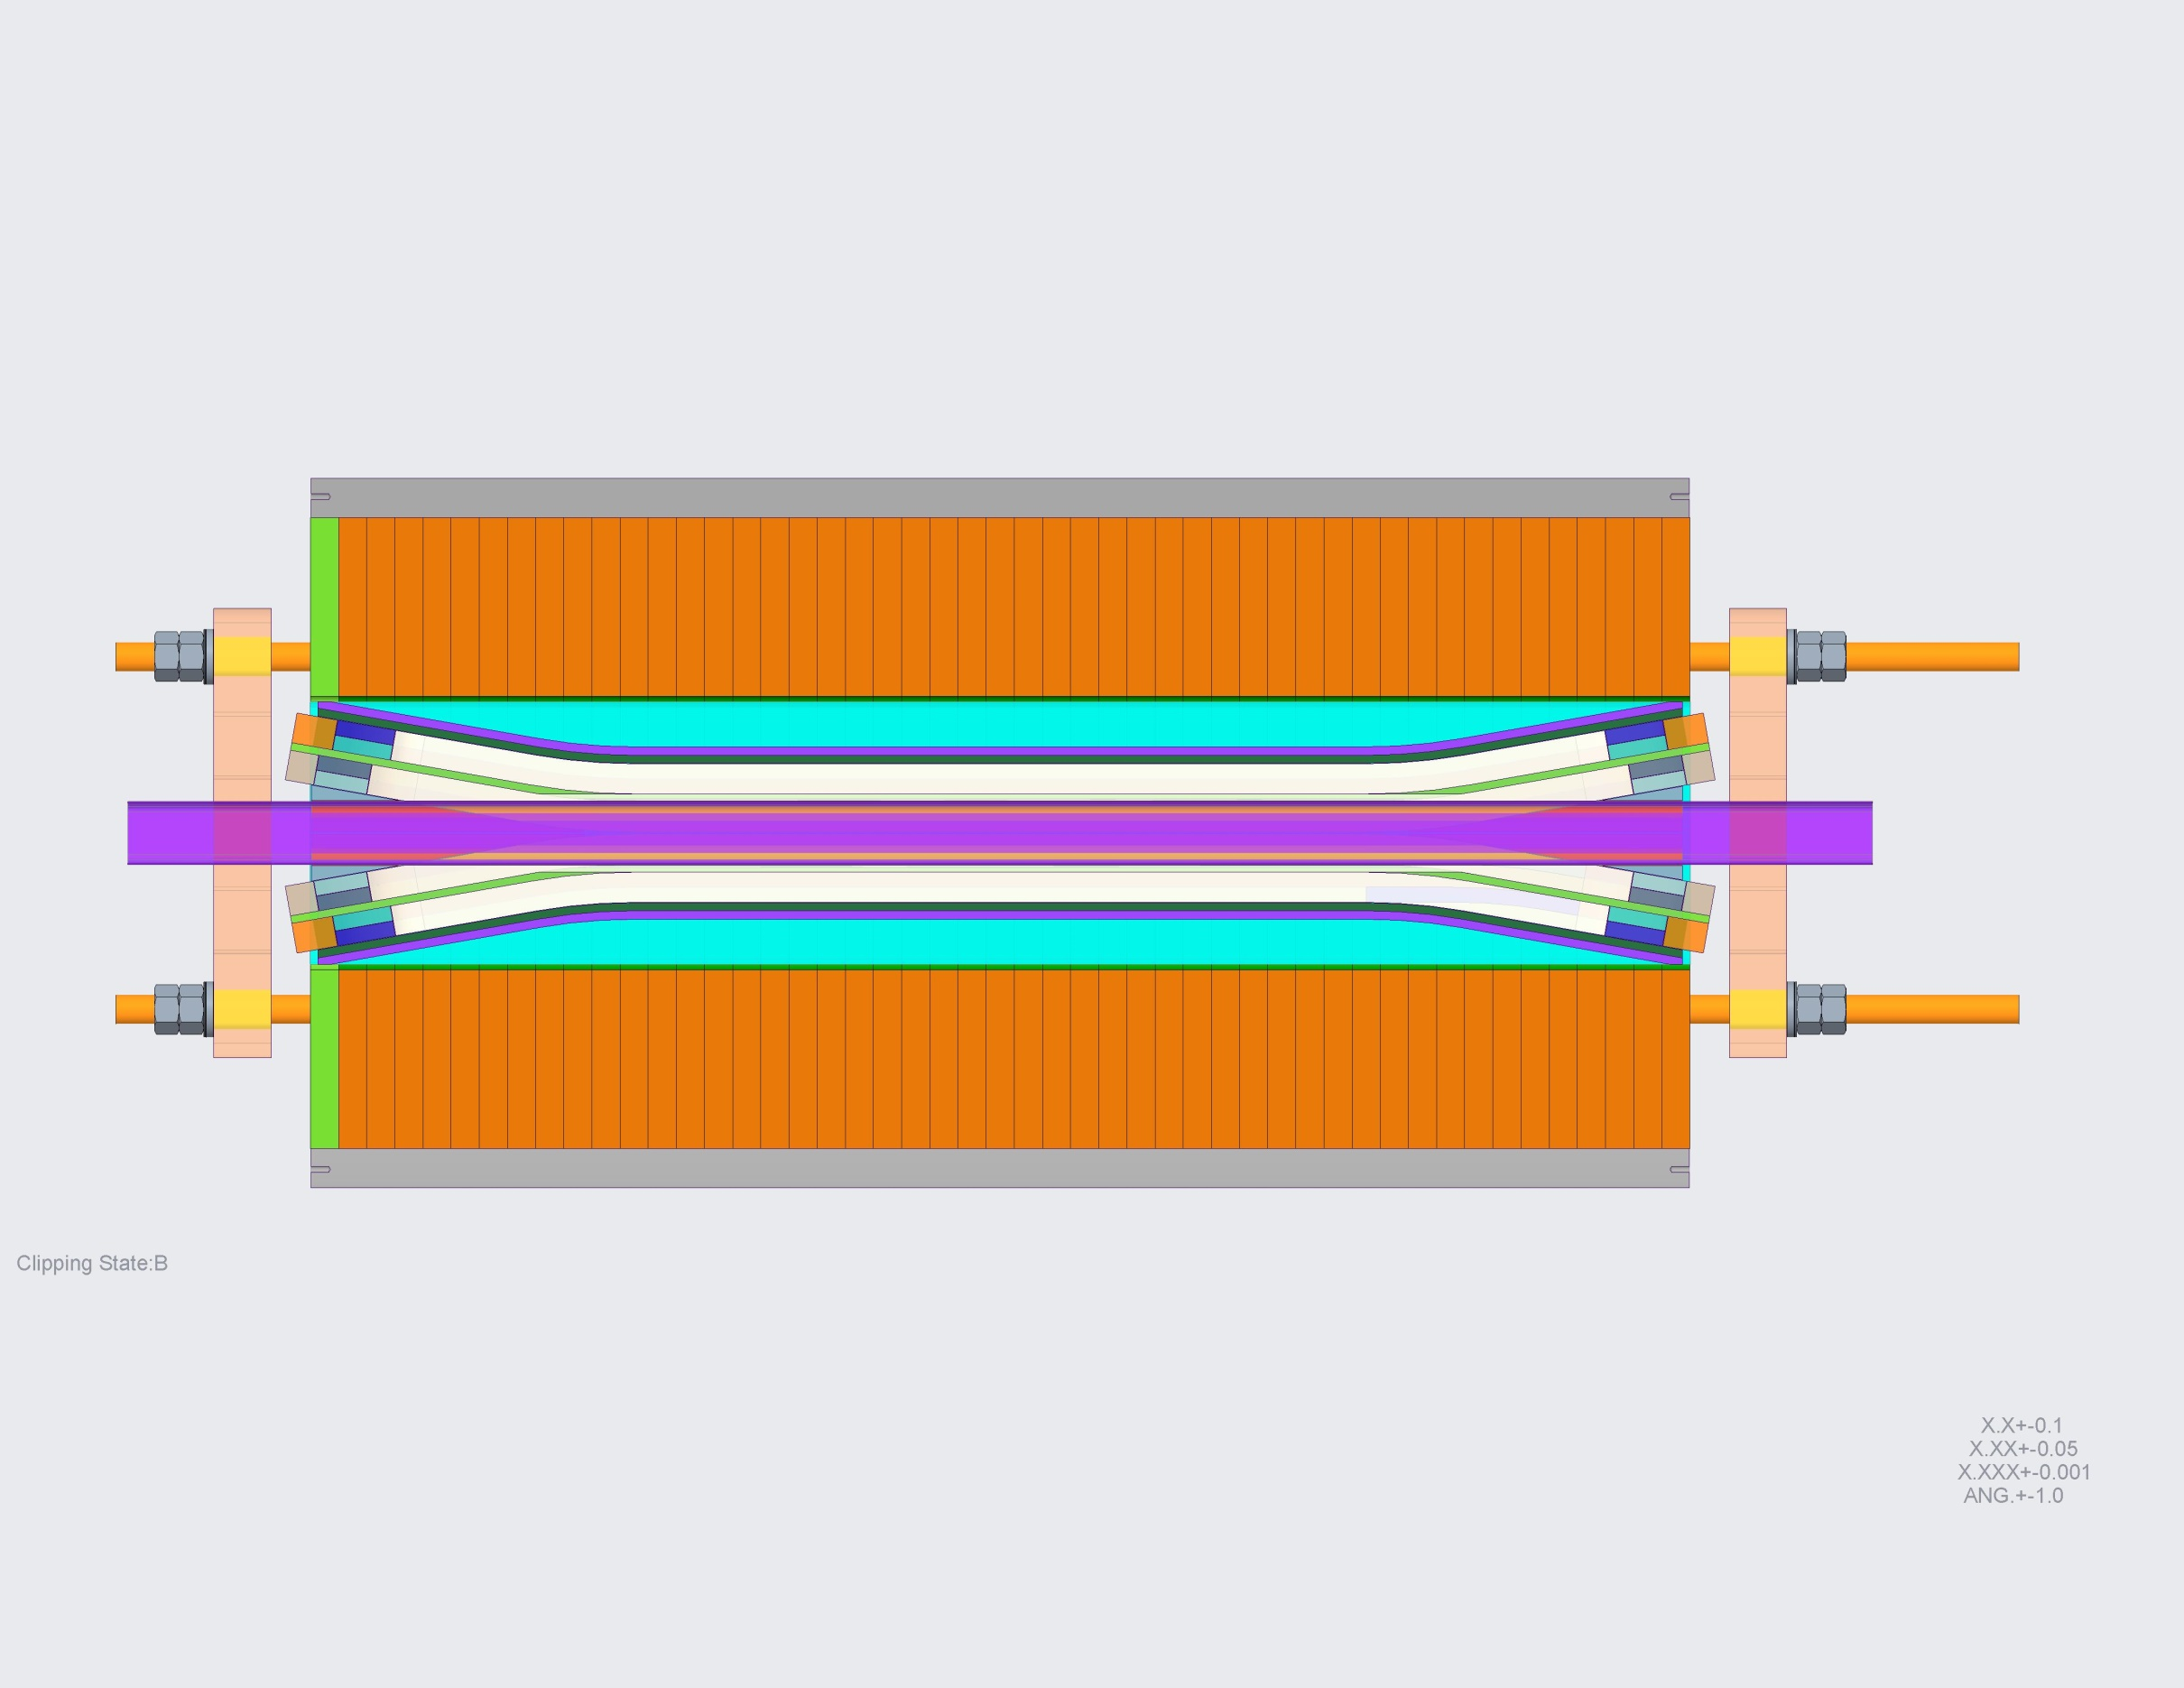 Clipping State:B
X.X+-0.1
X.XX+-0.05
X.XXX+-0.001
ANG.+-1.0